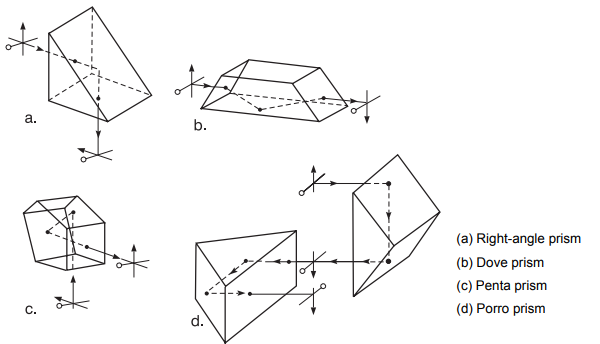 a.
b.
c.
d.
(a) Right-angle prism
(b) Dove prism
(c) Penta prism
(d) Porro prism